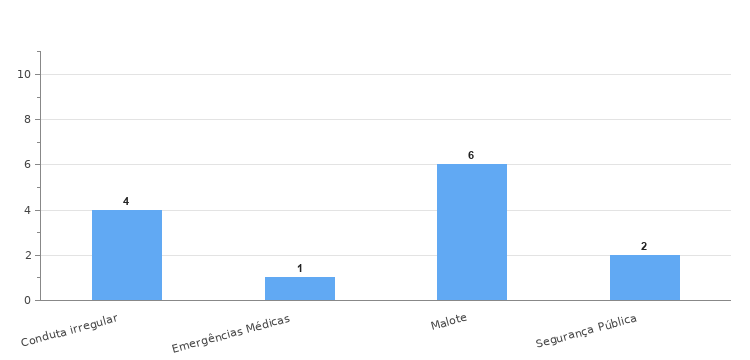 10
8
6
4
2
0
4
1
6
2
Conduta irregular
Emergências Médicas
Malote
Segurança Pública